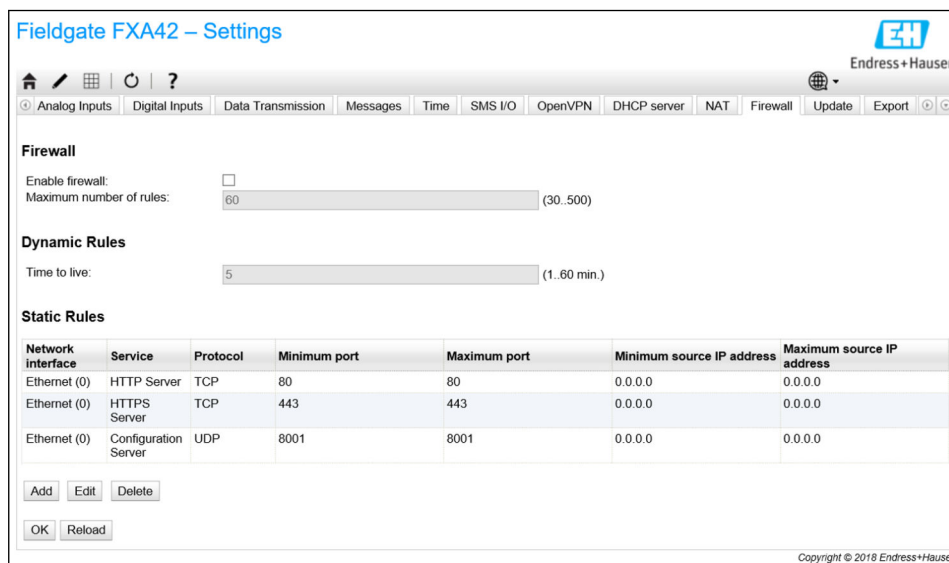 Fieldgate FXA42 – Settings
EH
Endress+Hauser
?
Analog Inputs Digital Inputs Data Transmission Messages Time SMS I/O OpenVPN DHCP server NAT Firewall Update Export
Firewall
Enable firewall:
Maximum number of rules: 60 (30..500)
Dynamic Rules
Time to live: 5 (1..60 min.)
Static Rules
Network interface Service Protocol Minimum port Maximum port Minimum source IP address Maximum source IP address
Ethernet (0) HTTP Server TCP 80 80 0.0.0.0 0.0.0.0
Ethernet (0) HTTPS Server TCP 443 443 0.0.0.0 0.0.0.0
Ethernet (0) Configuration Server UDP 8001 8001 0.0.0.0 0.0.0.0
Add Edit Delete
OK Reload
Copyright © 2018 Endress+Hause